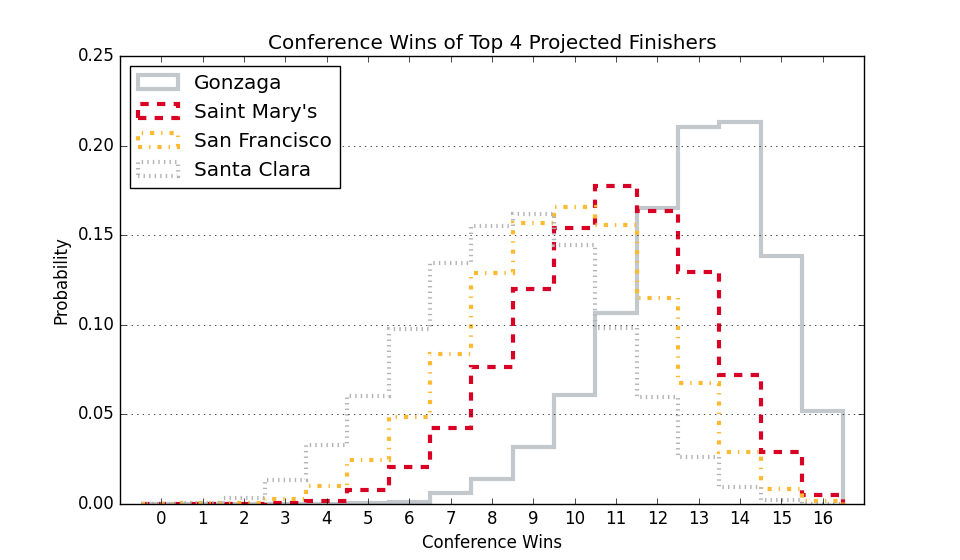 Conference Wins of Top 4 Projected Finishers
Gonzaga
Saint Mary's
San Francisco
Santa Clara
0.25
0.20
0.15
0.10
0.05
0.00
Probability
0 1 2 3 4 5 6 7 8 9 10 11 12 13 14 15 16
Conference Wins